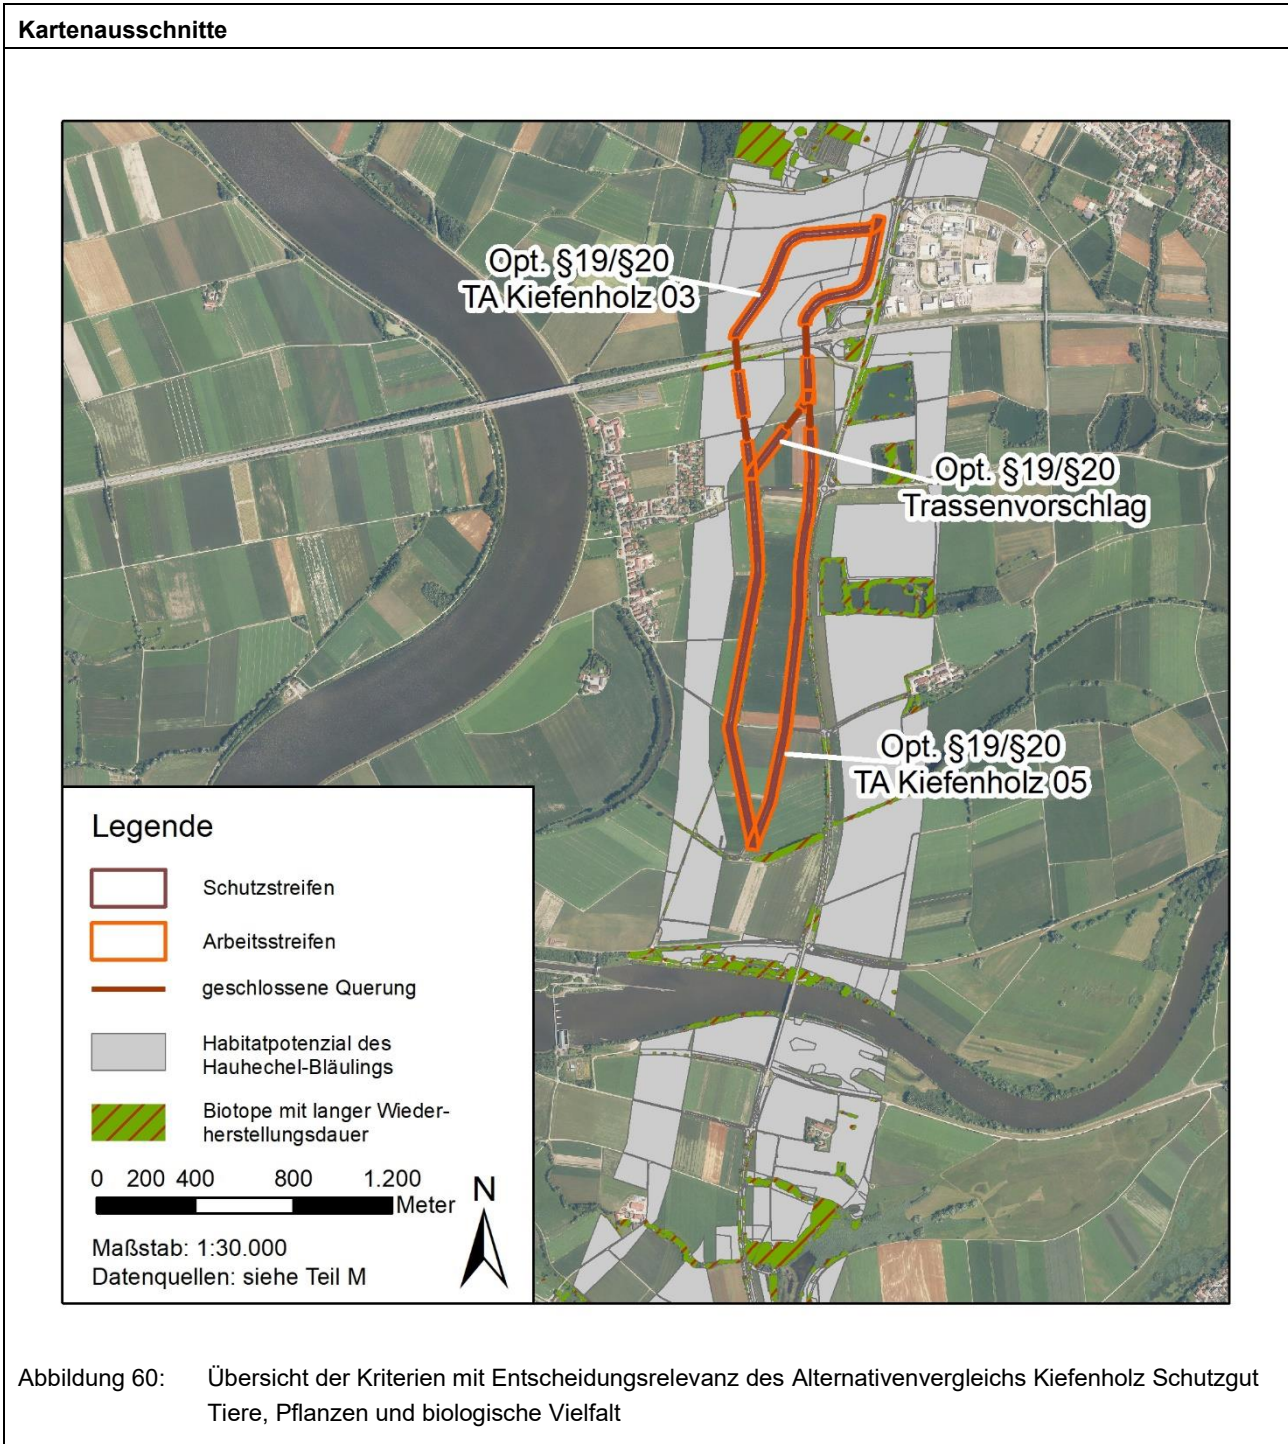 Kartenausschnitte
Opt. §19/§20
TA Kiefenholz 03
Opt. §19/§20
Trassenvorschlag
Opt. §19/§20
TA Kiefenholz 05
Legende
Schutzstreifen
Arbeitsstreifen
geschlossene Querung
Habitatpotenzial des
Hauhechel-Bläulings
Biotope mit langer Wieder-
herstellungsdauer
0 200 400 800 1.200
Meter
N
Maßstab: 1:30.000
Datenquellen: siehe Teil M
Abbildung 60: Übersicht der Kriterien mit Entscheidungsrelevanz des Alternativenvergleichs Kiefenholz Schutzgut
Tiere, Pflanzen und biologische Vielfalt